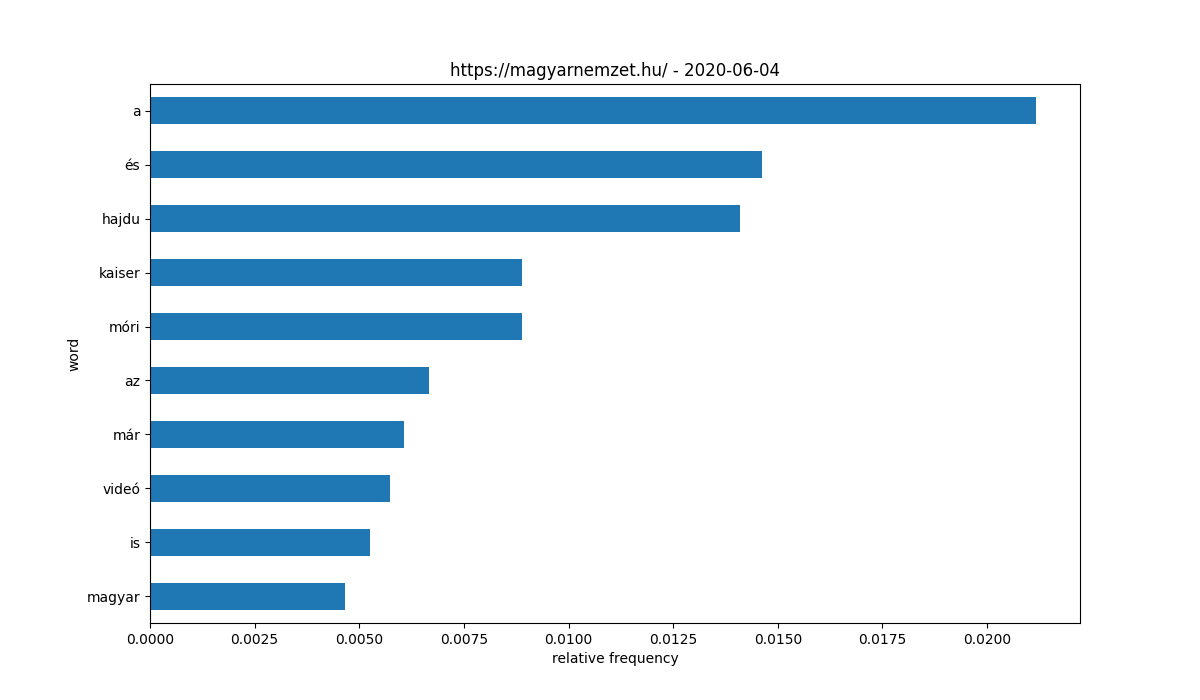 https://magyarnemzet.hu/ - 2020-06-04
a
és
hajdu
kaiser
móri
az
már
videó
is
magyar
word
0.0000 0.0025 0.0050 0.0075 0.0100 0.0125 0.0150 0.0175 0.0200
relative frequency